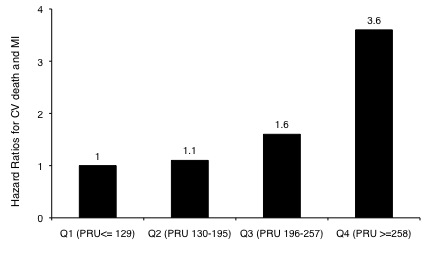 Hazard Ratios for CV death and MI
4
3
2
1
0
1
1.1
1.6
3.6
Q1 (PRU<= 129)
Q2 (PRU 130-195)
Q3 (PRU 196-257)
Q4 (PRU >=258)